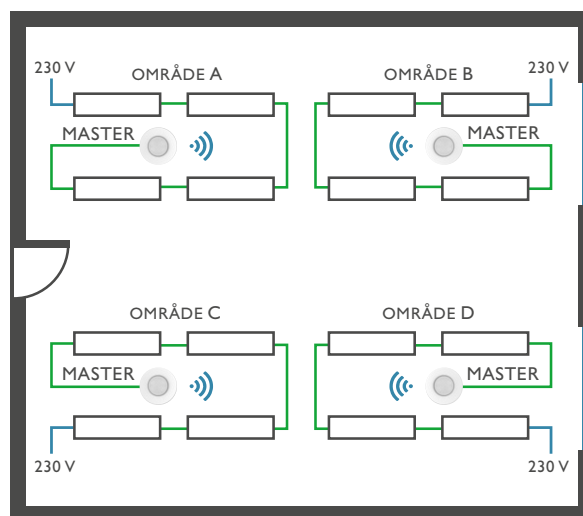 230 V
OMRÅDE A
OMRÅDE B
230 V
MASTER
MASTER
OMRÅDE C
OMRÅDE D
MASTER
MASTER
230 V
230 V